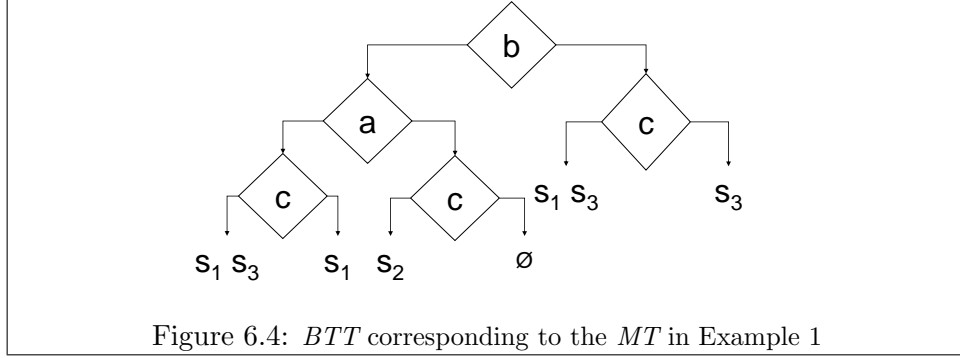 b
a
c
c
c
s₁ s₃
s₃
s₁ s₃
s₁
s₂
Ø
Figure 6.4: BTT corresponding to the MT in Example 1